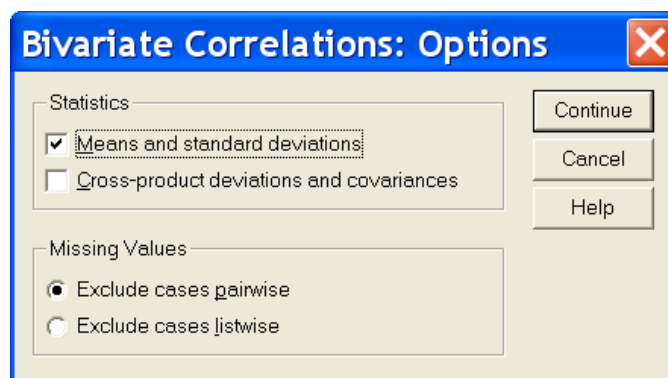 Bivariate Correlations: Options
Statistics
Means and standard deviations
Cross-product deviations and covariances
Continue
Cancel
Help
Missing Values
Exclude cases pairwise
Exclude cases listwise